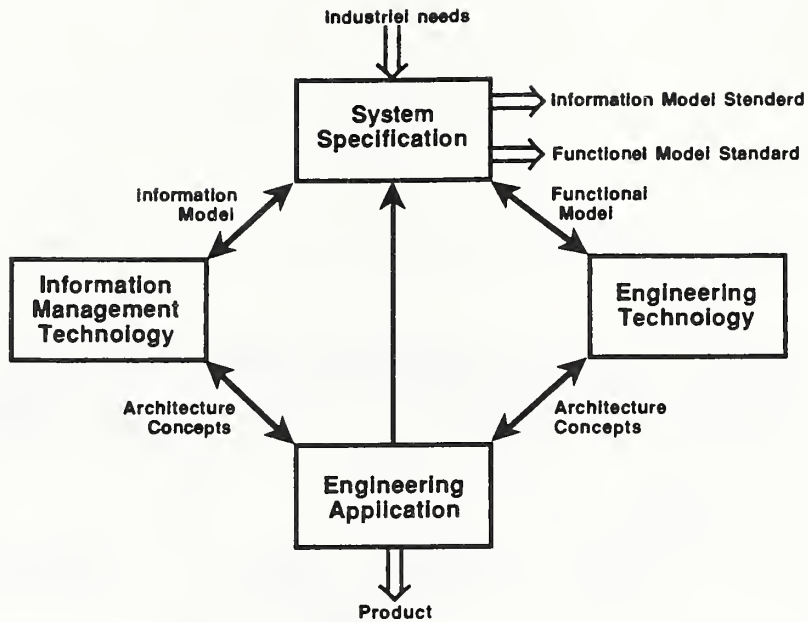 Industriel needs
System
Specification
Information Model Stenderd
Functionel Model Standard
Information
Model
Functional
Model
Information
Management
Technology
Engineering
Technology
Architecture
Concepts
Architecture
Concepts
Engineering
Application
Product